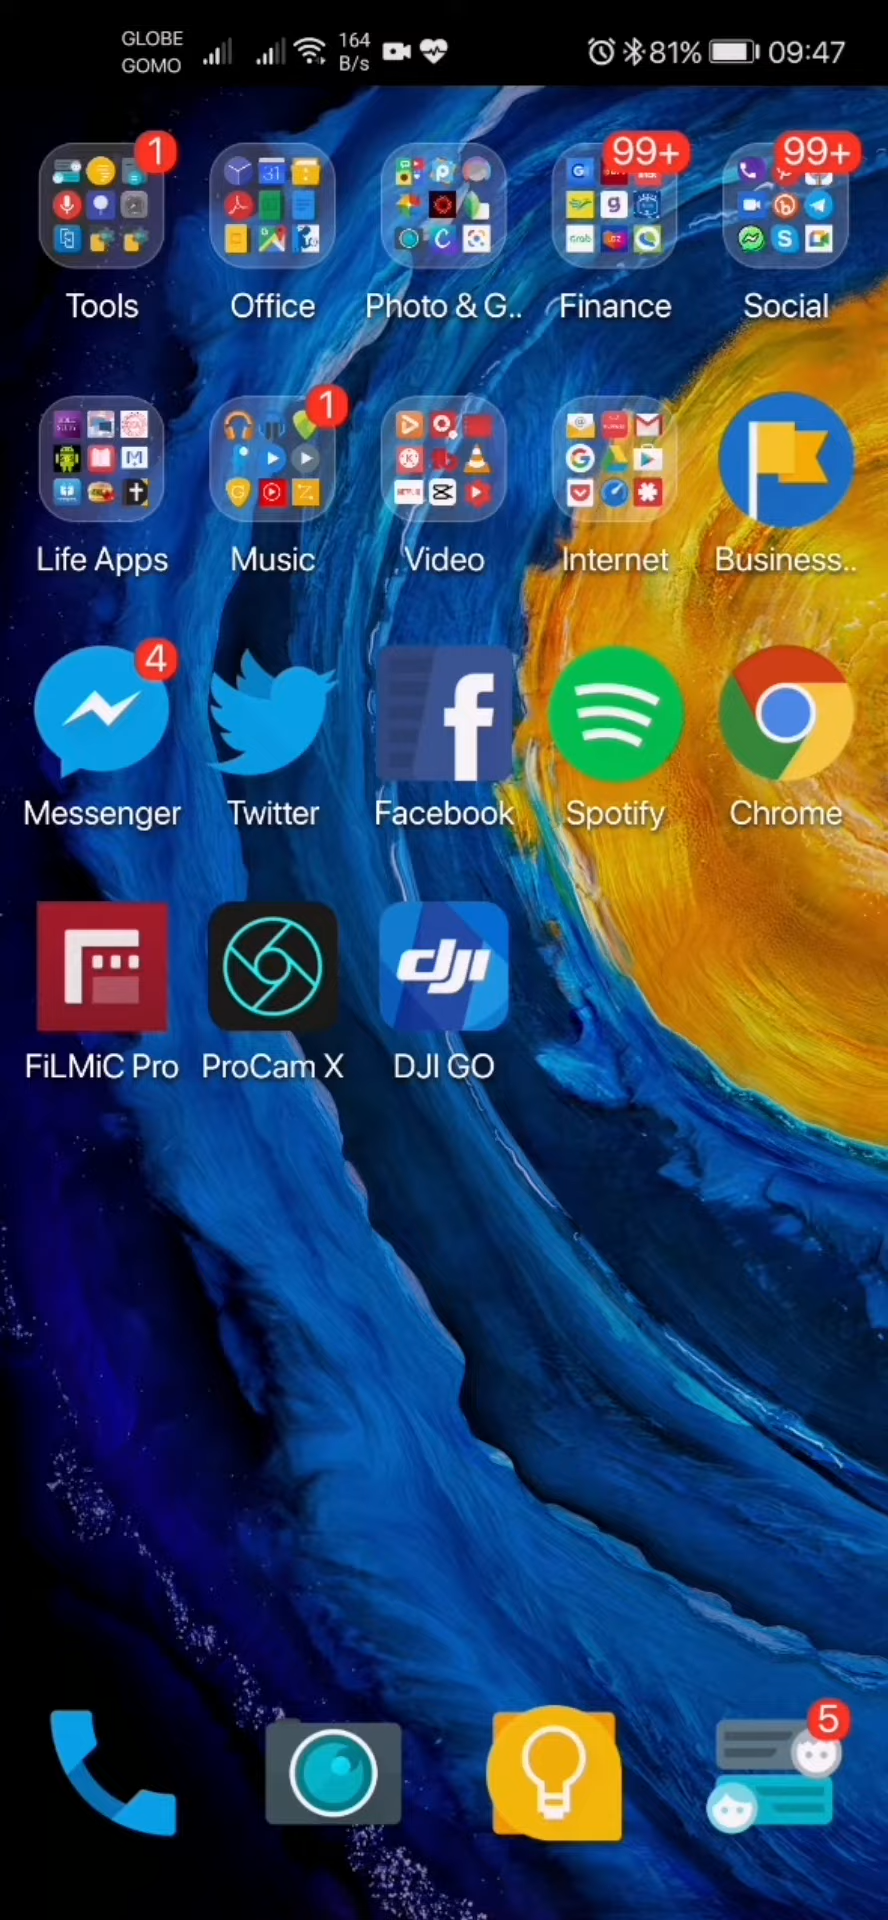 GLOBE
GOMO
164
B/s
81%
09:47
1
99+
99+
Tools
Office
Photo & G..
Finance
Social
1
Life Apps
Music
Video
Internet
Business..
4
Messenger
Twitter
Facebook
Spotify
Chrome
dji
FiLMiC Pro
ProCam X
DJI GO
5